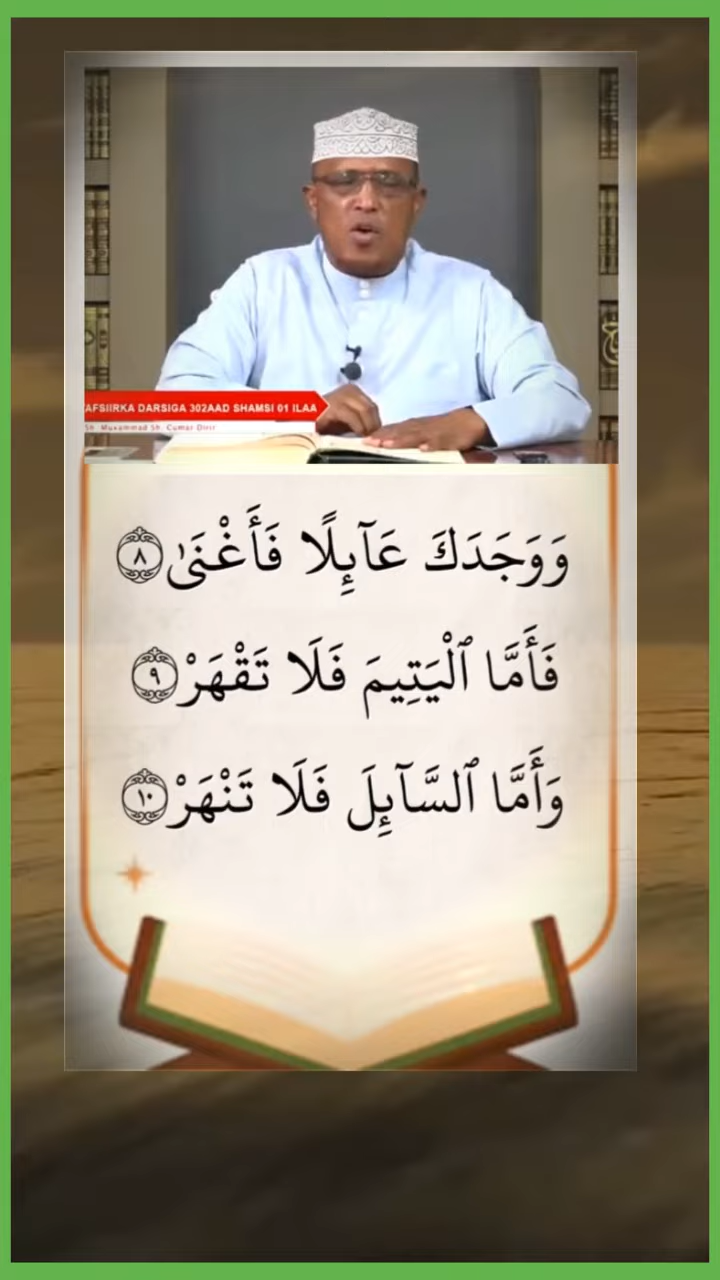 AFSIIRKA DARSIGA 302AAD SHAMSI 01 ILAA
Sh. Muxammad Sh. Cumar Dirir
وَوَجَدَكَ عَآئِلًا فَأَغْنَىٰ ٨
فَأَمَّا ٱلْيَتِيمَ فَلَا تَقْهَرْ ٩
وَأَمَّا ٱلسَّآئِلَ فَلَا تَنْهَرْ ١٠